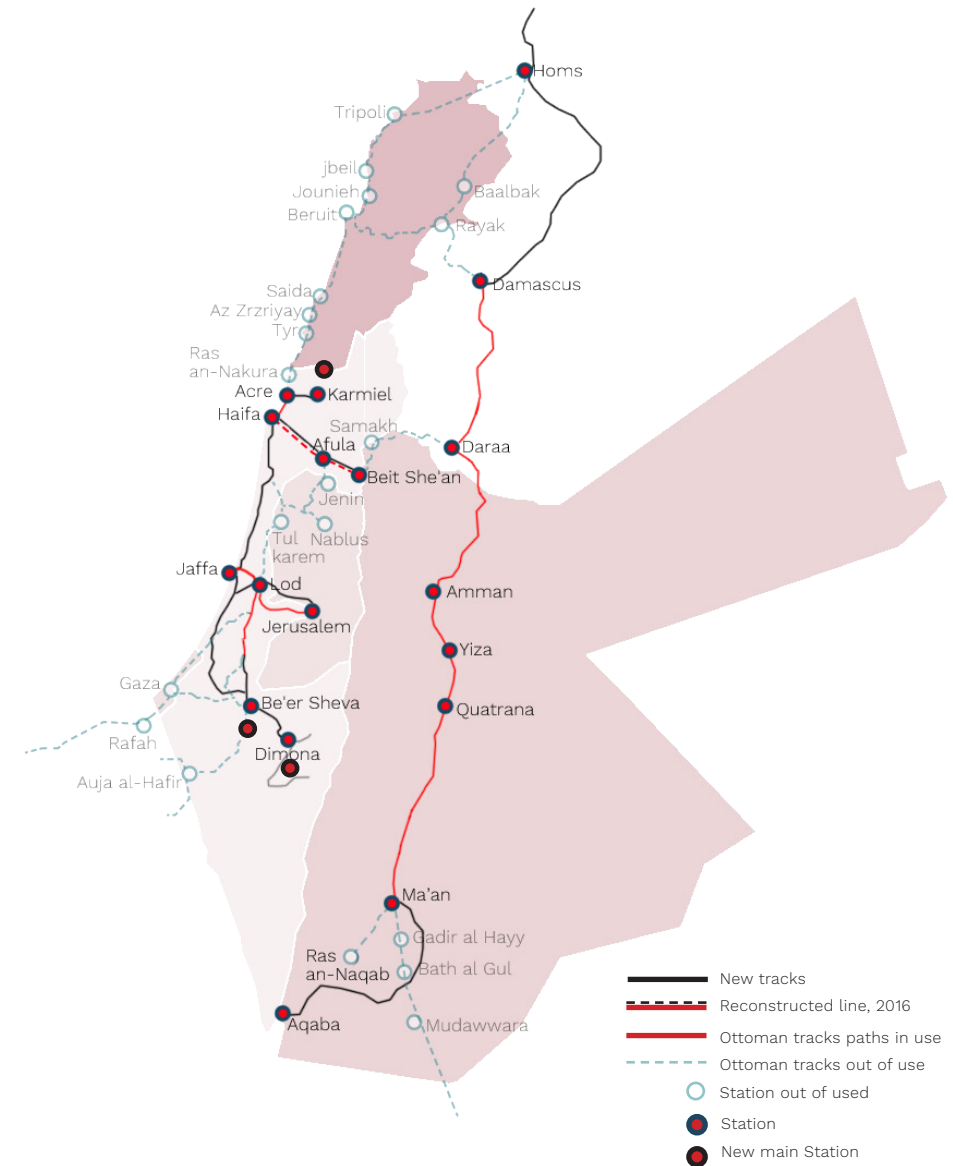 Homs
Tripoli
jbeil
Jounieh
Baalbak
Beruit
Rayak
Damascus
Saida
Az Zrzriyay
Tyr
Ras
an-Nakura
Acre
Karmiel
Haifa
Samakh
Afula
Daraa
Beit She'an
Jenin
Tul
karem
Nablus
Jaffa
Lod
Amman
Jerusalem
Yiza
Gaza
Be'er Sheva
Quatrana
Rafah
Dimona
Auja al-Hafir
Ma'an
Gadir al Hayy
Ras
an-Naqab
Bath al Gul
Aqaba
Mudawwara
New tracks
Reconstructed line, 2016
Ottoman tracks paths in use
Ottoman tracks out of use
Station out of used
Station
New main Station